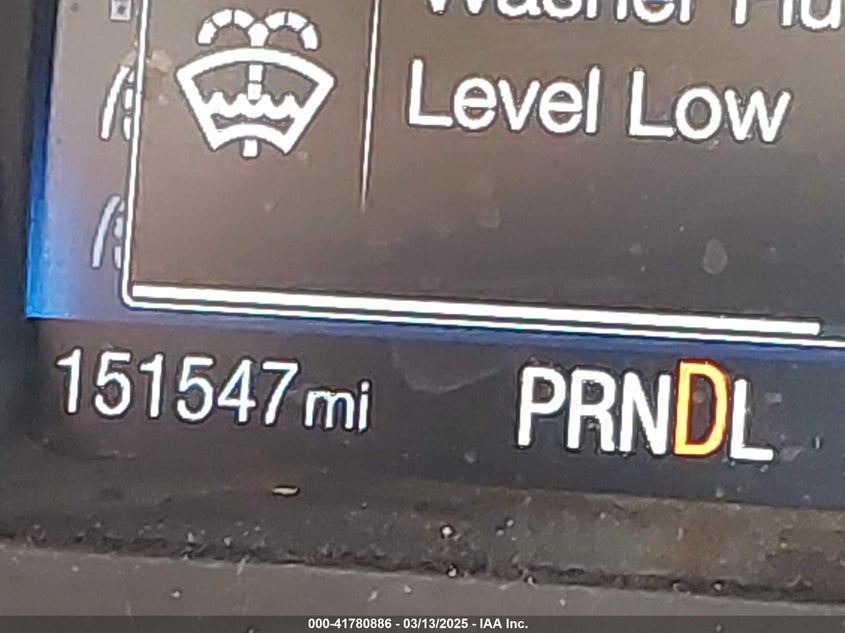 Level Low
151547 mi
PRNDL
000-41780886 - 03/13/2025 - IAA Inc.